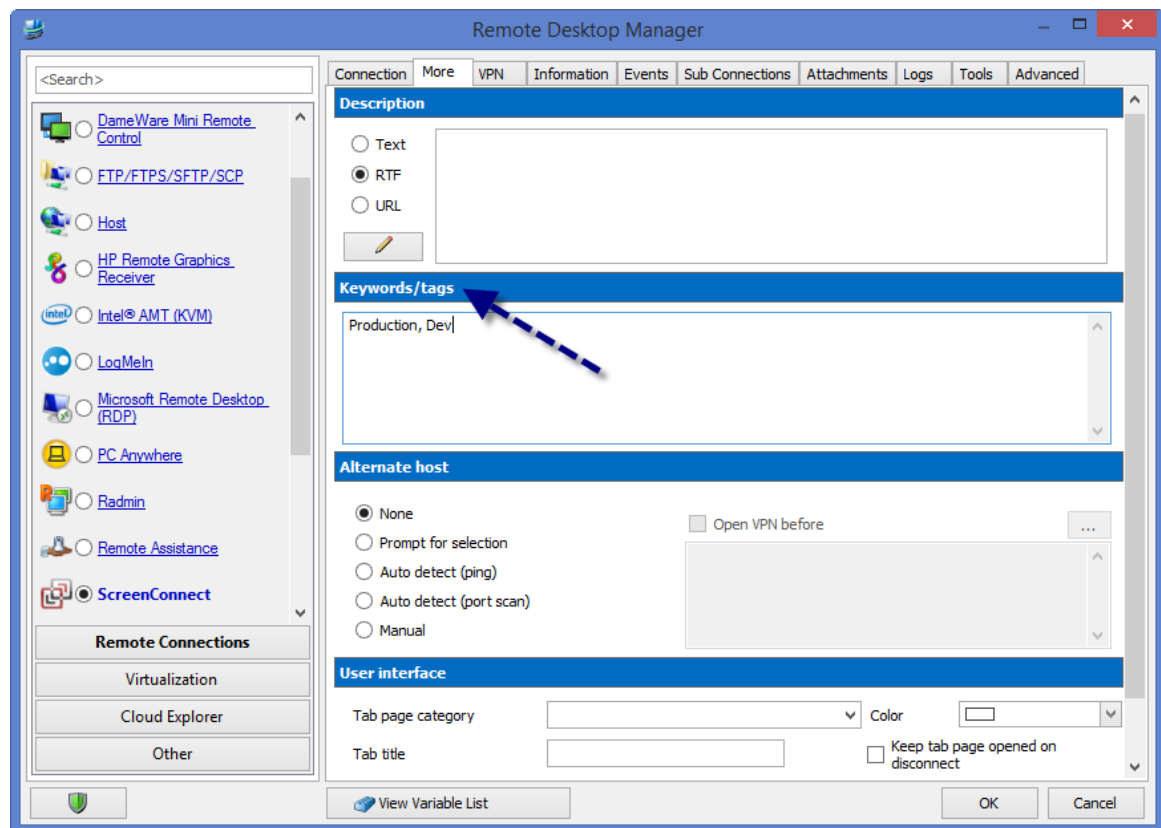 Remote Desktop Manager
<Search>
DameWare Mini Remote
Control
FTP/FTPS/SFTP/SCP
Host
HP Remote Graphics
Receiver
intel
Intel® AMT (KVM)
LogMeIn
Microsoft Remote Desktop
(RDP)
PC Anywhere
Radmin
Remote Assistance
ScreenConnect
Remote Connections
Virtualization
Cloud Explorer
Other
Connection More VPN Information Events Sub Connections Attachments Logs Tools Advanced
Description
Text
RTF
URL
Keywords/tags
Production, Dev
Alternate host
None
Prompt for selection
Auto detect (ping)
Auto detect (port scan)
Manual
Open VPN before ...
User interface
Tab page category Color
Tab title Keep tab page opened on
disconnect
View Variable List OK Cancel